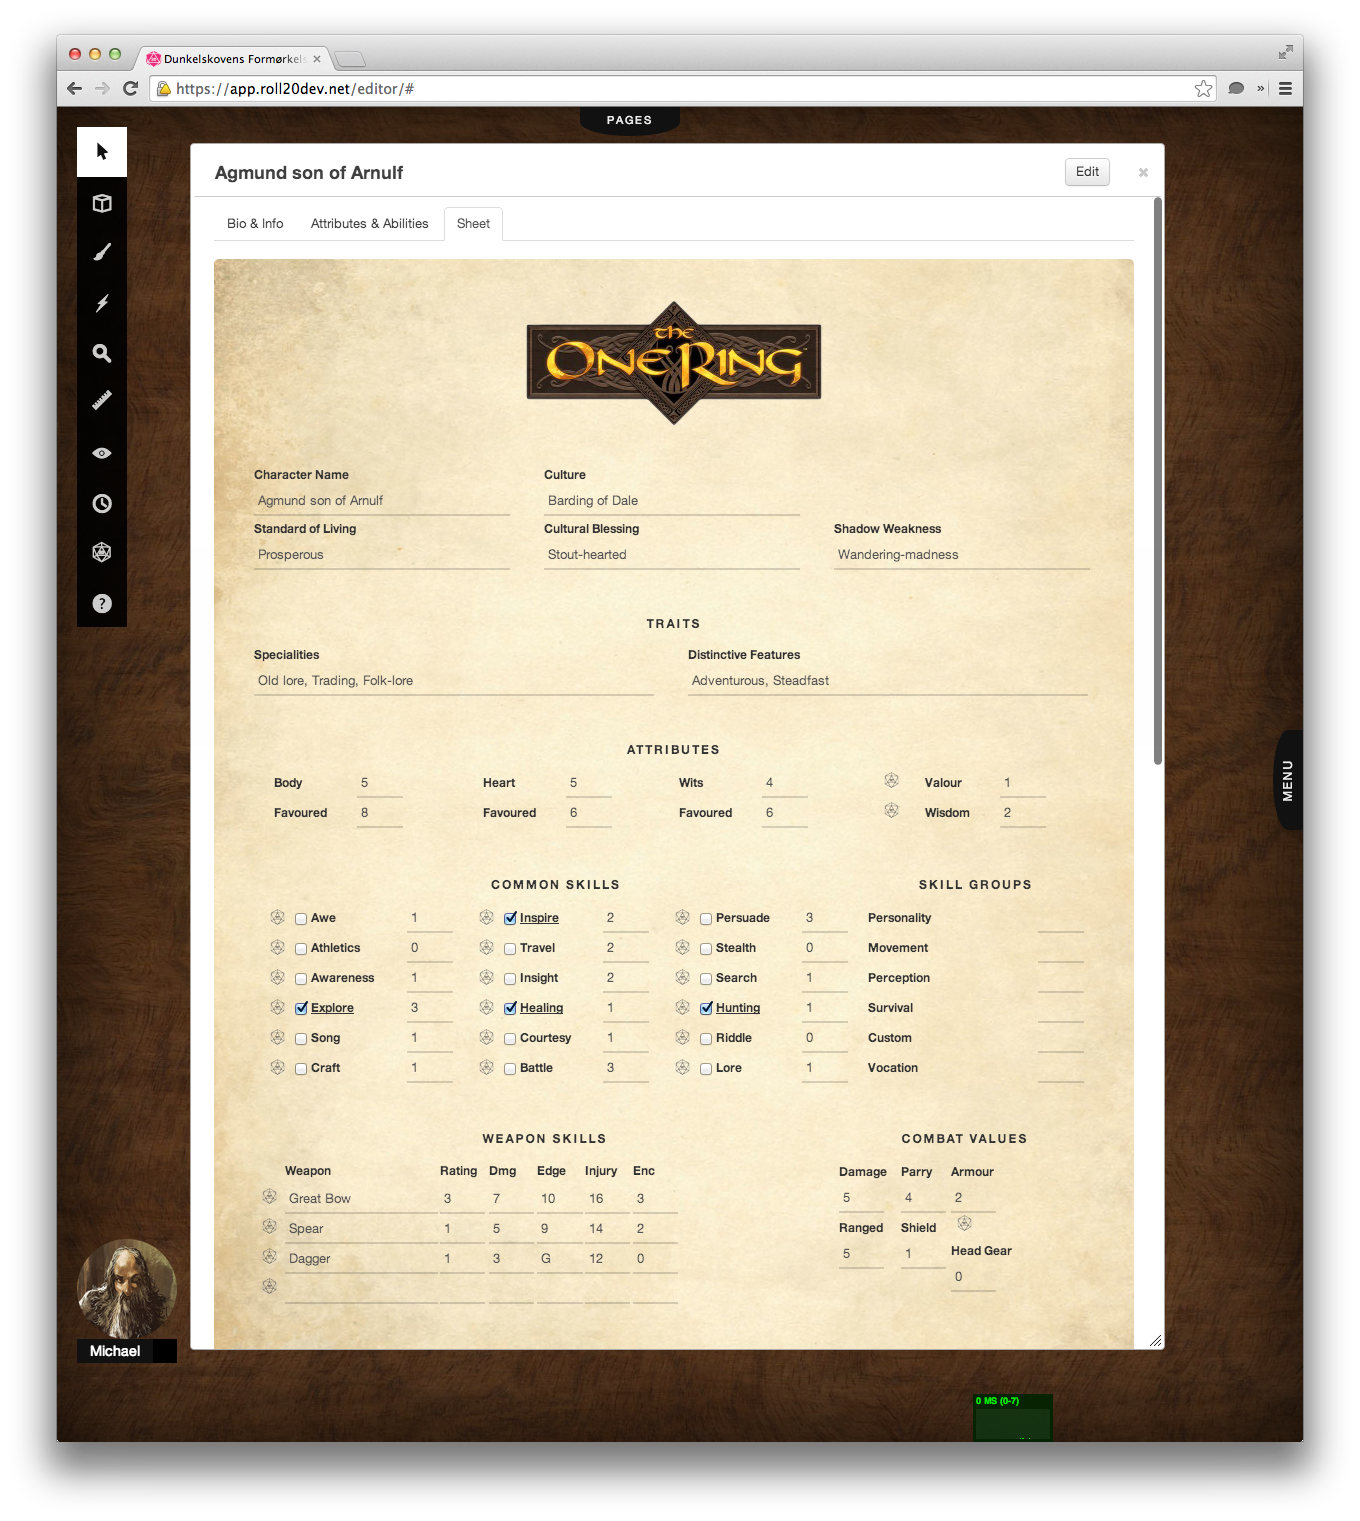 Dunkelskovens Formørkels
https://app.roll20dev.net/editor/#
PAGES
Agmund son of Arnulf
Edit
Bio & Info Attributes & Abilities Sheet
THE
ONE RING
Character Name Culture
Agmund son of Arnulf Barding of Dale
Standard of Living Cultural Blessing Shadow Weakness
Prosperous Stout-hearted Wandering-madness
TRAITS
Specialities Distinctive Features
Old lore, Trading, Folk-lore Adventurous, Steadfast
ATTRIBUTES
Body 5 Heart 5 Wits 4 Valour 1
Favoured 8 Favoured 6 Favoured 6 Wisdom 2
MENU
COMMON SKILLS SKILL GROUPS
Awe 1 Inspire 2 Persuade 3 Personality
Athletics 0 Travel 2 Stealth 0 Movement
Awareness 1 Insight 2 Search 1 Perception
Explore 3 Healing 1 Hunting 1 Survival
Song 1 Courtesy 1 Riddle 0 Custom
Craft 1 Battle 3 Lore 1 Vocation
WEAPON SKILLS COMBAT VALUES
Weapon Rating Dmg Edge Injury Enc Damage Parry Armour
Great Bow 3 7 10 16 3 5 4 2
Spear 1 5 9 14 2 Ranged Shield
Dagger 1 3 G 12 0 5 1 Head Gear
0
Michael
0 MS (0-7)